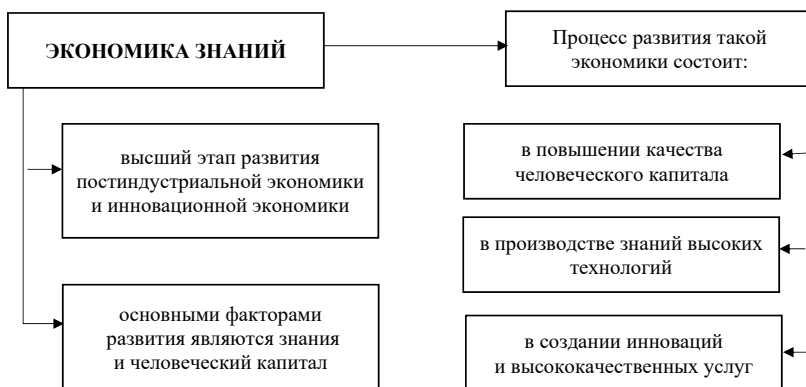 ЭКОНОМИКА ЗНАНИЙ
Процесс развития такой
экономики состоит:
высший этап развития
постиндустриальной экономики
и инновационной экономики
основными факторами
развития являются знания
и человеческий капитал
в повышении качества
человеческого капитала
в производстве знаний высоких
технологий
в создании инноваций
и высококачественных услуг